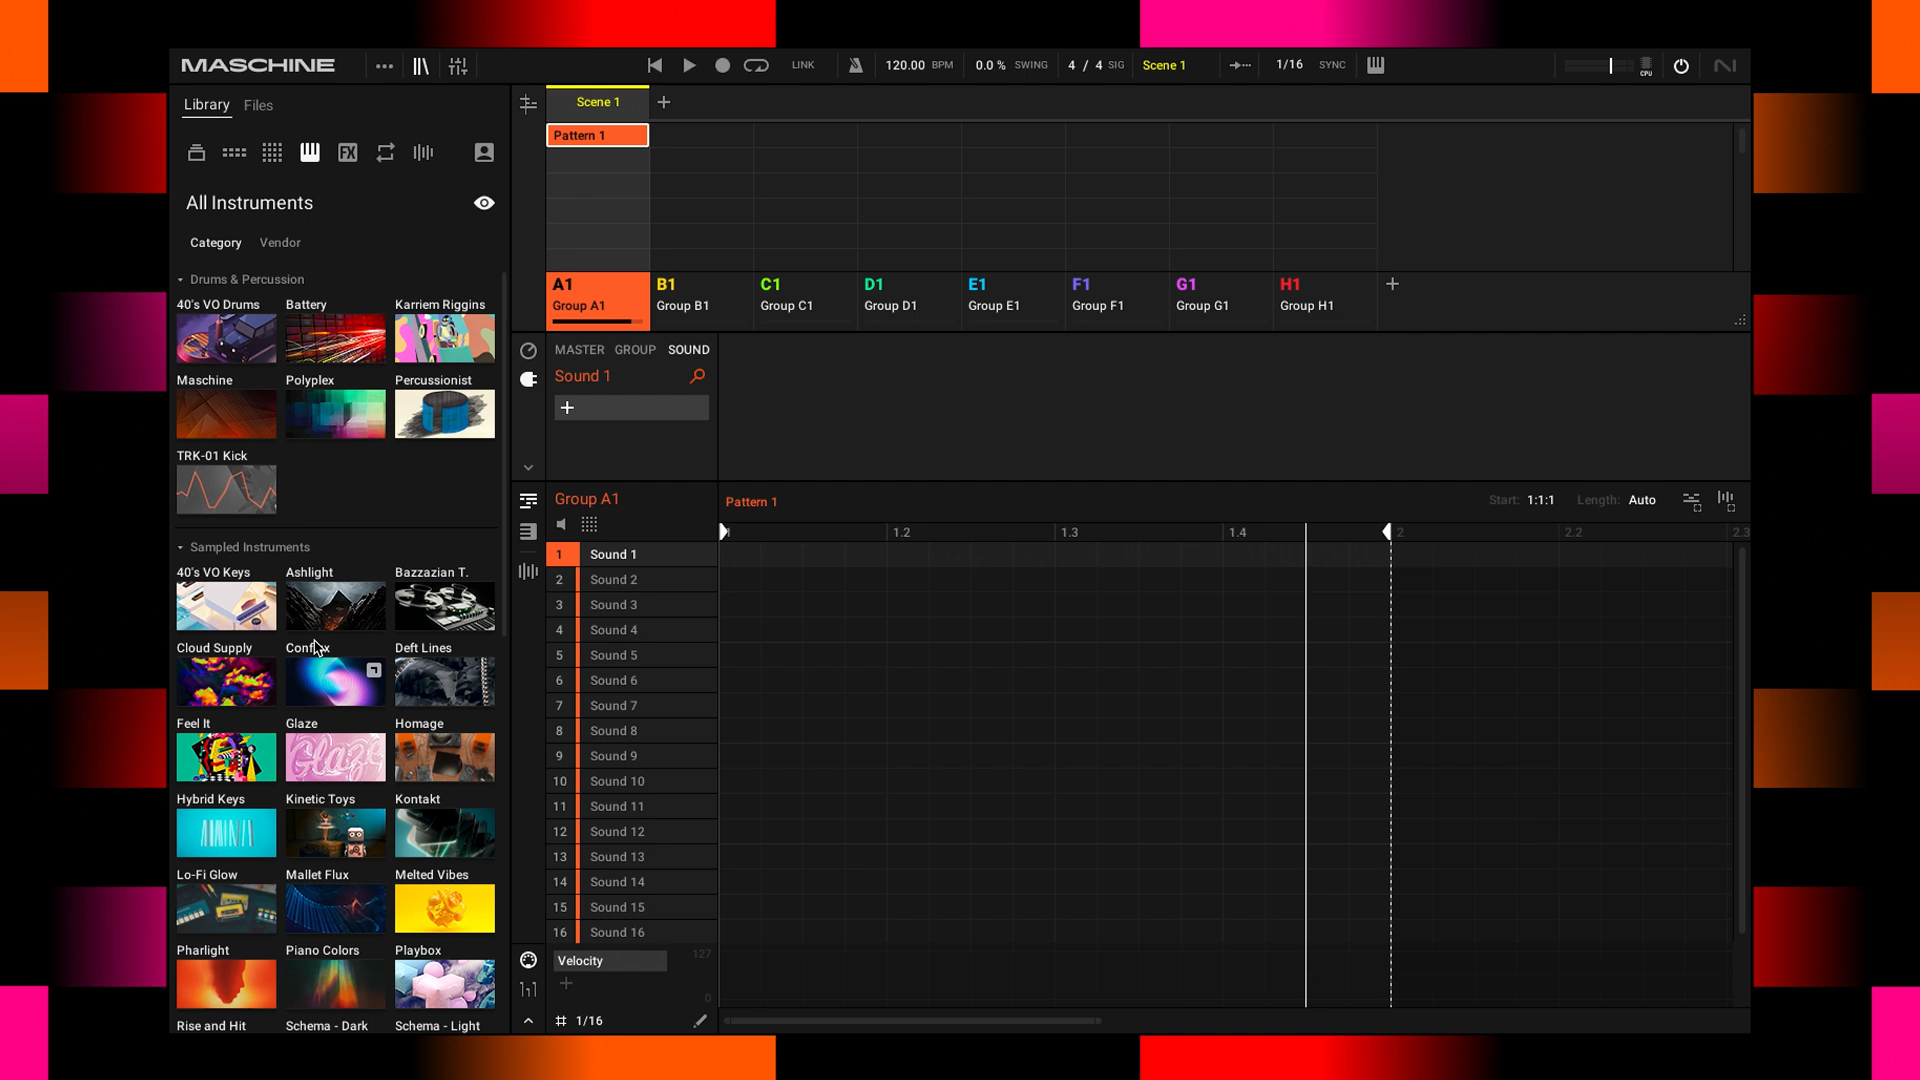 MASCHINE
LINK
120.00 BPM
0.0 % SWING
4 / 4 SIG
Scene 1
1/16 SYNC
CPU
Library Files
FX
All Instruments
Category Vendor
Drums & Percussion
40's VO Drums Battery Karriem Riggins
Maschine Polyplex Percussionist
TRK-01 Kick
Sampled Instruments
40's VO Keys Ashlight Bazzazian T.
Cloud Supply Conflux Deft Lines
Feel It Glaze Homage
Glaze
Hybrid Keys Kinetic Toys Kontakt
Lo-Fi Glow Mallet Flux Melted Vibes
Pharlight Piano Colors Playbox
Rise and Hit Schema - Dark Schema - Light
Scene 1
Pattern 1
A1 B1 C1 D1 E1 F1 G1 H1
Group A1 Group B1 Group C1 Group D1 Group E1 Group F1 Group G1 Group H1
MASTER GROUP SOUND
Sound 1
Group A1
Pattern 1
Start: 1:1:1 Length: Auto
1.2 1.3 1.4 2 2.2 2.3
1 Sound 1
2 Sound 2
3 Sound 3
4 Sound 4
5 Sound 5
6 Sound 6
7 Sound 7
8 Sound 8
9 Sound 9
10 Sound 10
11 Sound 11
12 Sound 12
13 Sound 13
14 Sound 14
15 Sound 15
16 Sound 16
Velocity
127
0
1/16